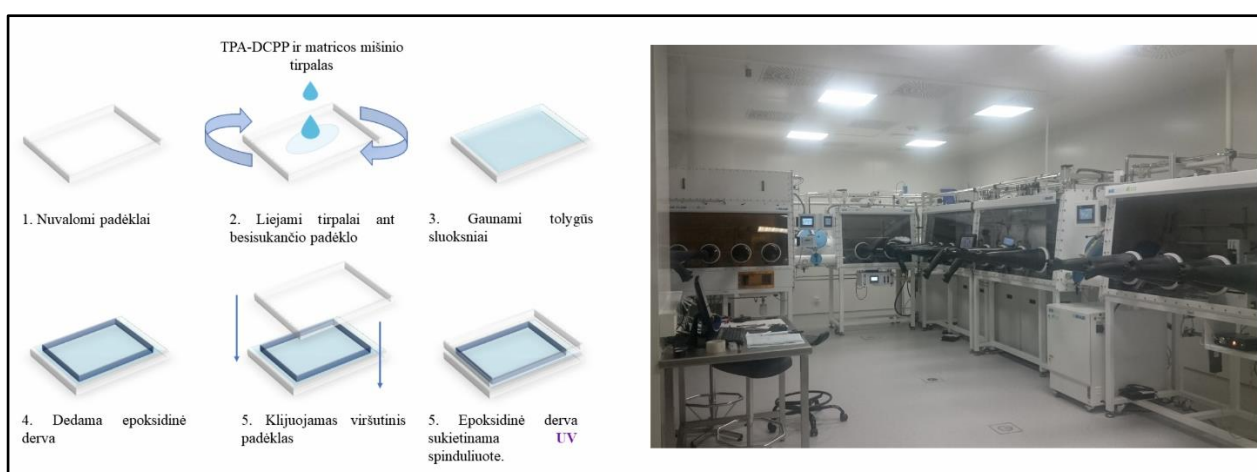 TPA-DCPP ir matricos mišinio
tirpalas
1. Nuvalomi padėklai
2. Liejami tirpalai ant
besisukančio padėklo
3. Gaunami tolygūs
sluoksniai
4. Dedama epoksidinė
derva
5. Klijuojamas viršutinis
padėklas
5. Epoksidinė derva
sukietinama UV
spinduliuote.